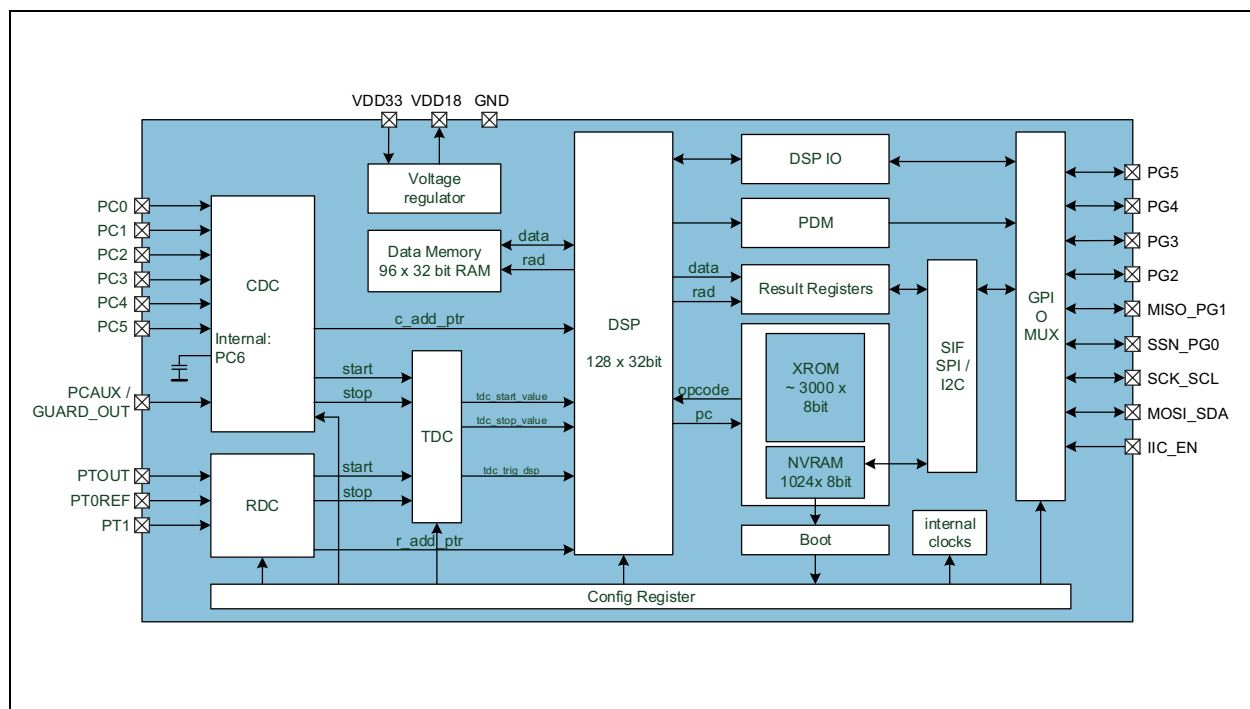 VDD33
VDD18
GND
Voltage
regulator
Data Memory
96 x 32 bit RAM
data
rad
PC0
PC1
PC2
PC3
PC4
PC5
CDC
Internal:
PC6
PCAUX /
GUARD_OUT
c_add_ptr
start
stop
TDC
tdc_start_value
tdc_stop_value
tdc_trig_dsp
PTOUT
PT0REF
PT1
RDC
start
stop
r_add_ptr
DSP
128 x 32bit
DSP IO
PDM
data
rad
Result Registers
opcode
pc
XROM
~ 3000 x
8bit
NVRAM
1024x 8bit
Boot
SIF
SPI /
I2C
internal
clocks
GPI
O
MUX
PG5
PG4
PG3
PG2
MISO_PG1
SSN_PG0
SCK_SCL
MOSI_SDA
IIC_EN
Config Register